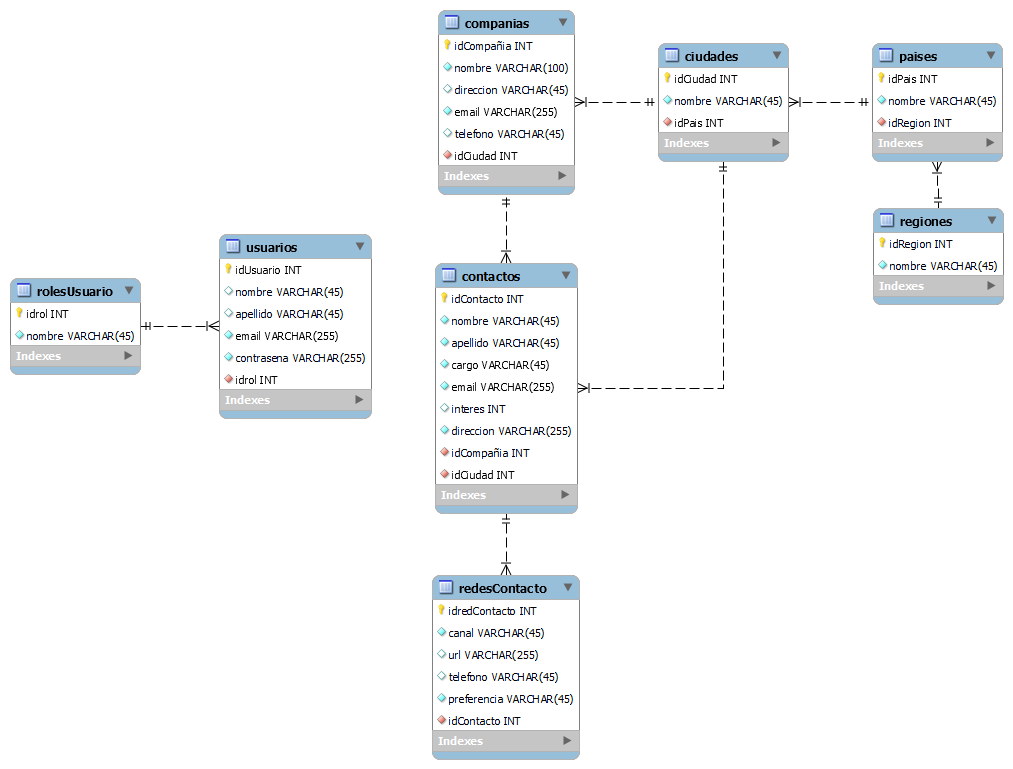 companias
idCompañia INT
nombre VARCHAR(100)
direccion VARCHAR(45)
email VARCHAR(255)
telefono VARCHAR(45)
idCiudad INT
Indexes
ciudades
idCiudad INT
nombre VARCHAR(45)
idPais INT
Indexes
paises
idPais INT
nombre VARCHAR(45)
idRegion INT
Indexes
regiones
idRegion INT
nombre VARCHAR(45)
Indexes
rolesUsuario
idrol INT
nombre VARCHAR(45)
Indexes
usuarios
idUsuario INT
nombre VARCHAR(45)
apellido VARCHAR(45)
email VARCHAR(255)
contrasena VARCHAR(255)
idrol INT
Indexes
contactos
idContacto INT
nombre VARCHAR(45)
apellido VARCHAR(45)
cargo VARCHAR(45)
email VARCHAR(255)
interes INT
direccion VARCHAR(255)
idCompañia INT
idCiudad INT
Indexes
redesContacto
idredContacto INT
canal VARCHAR(45)
url VARCHAR(255)
telefono VARCHAR(45)
preferencia VARCHAR(45)
idContacto INT
Indexes